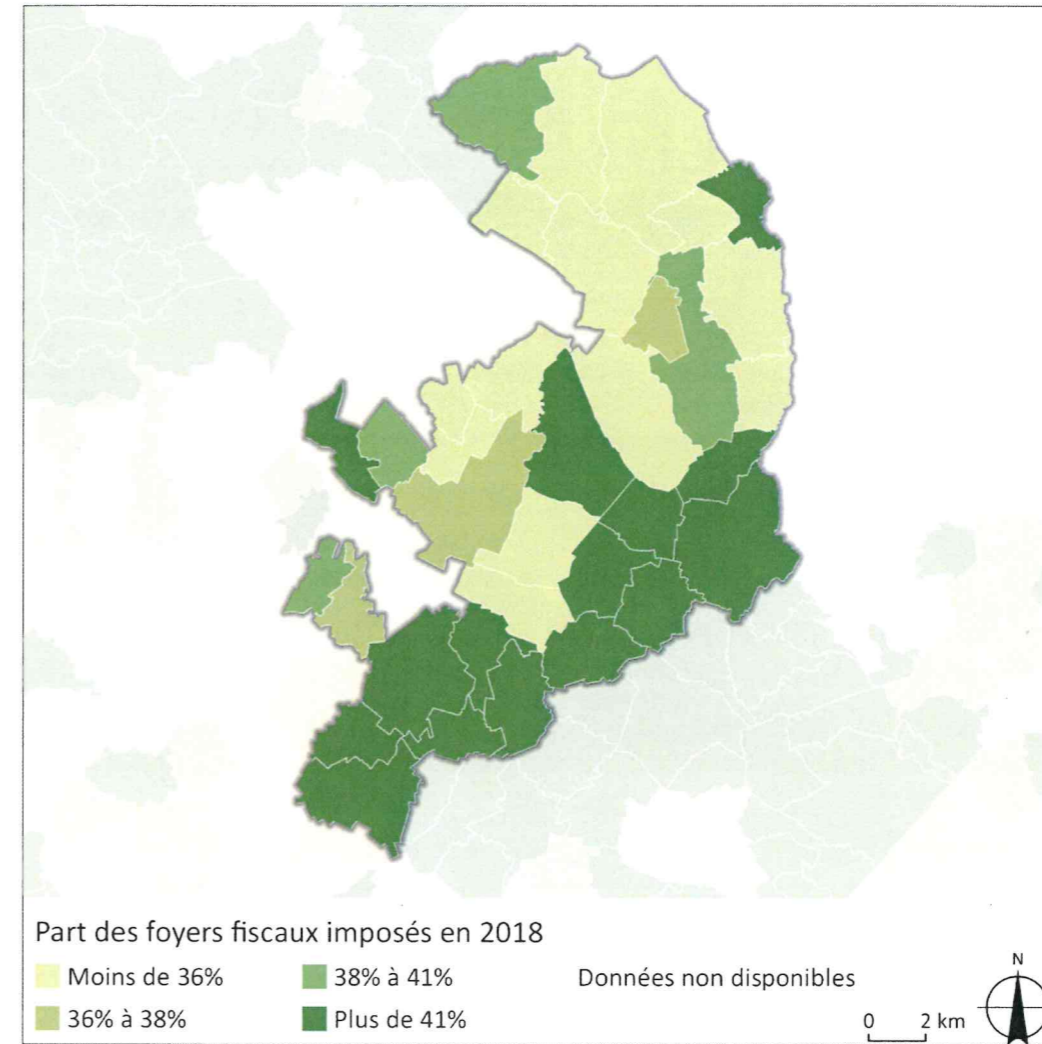 Part des foyers fiscaux imposés en 2018
Moins de 36%
38% à 41%
Données non disponibles
36% à 38%
Plus de 41%
0 2 km
N